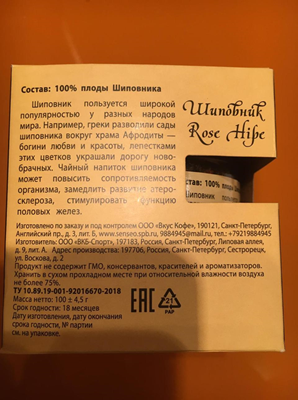 Состав: 100% плоды Шиповника
Шиповник пользуется широкой
популярностью у разных народов
мира. Например, греки разводили сады
шиповника вокруг храма Афродиты —
богини любви и красоты, лепестками
этих цветков украшали дорогу ново-
брачных. Чайный напиток шиповника
может повысить сопротивляемость
организма, замедлить развитие атеро-
склероза, стимулировать функцию
половых желез.
Шиповник
Rose Hipe
Состав: 100%
Шиповник
Изготовлено по заказу и под контролем ООО «Вкус Кофе», 190121, Санкт-Петербург,
Английский пр., д. 3, www.senseo.spb.ru, 9884945@mail.ru, тел. (812) 9884945
Изготовитель: ООО «ВКБ-Спорт», 197183, Россия, Санкт-Петербург, Липовая аллея,
д. 9, лит. А. Адрес производства: 197706, Россия, Санкт-Петербург, Сестрорецк,
ул. Воскова, д. 2
Продукт не содержит ГМО, консервантов, красителей и ароматизаторов.
Хранить в сухом прохладном месте при относительной влажности воздуха
не более 75%.
ТУ 10.89.19-001-92016670-2018
Масса нетто: 100 ± 4,5 г
Срок годности: 18 месяцев
Дата изготовления, дата окончания
срока годности, № партии
см. на упаковке
EAC
21
PAP